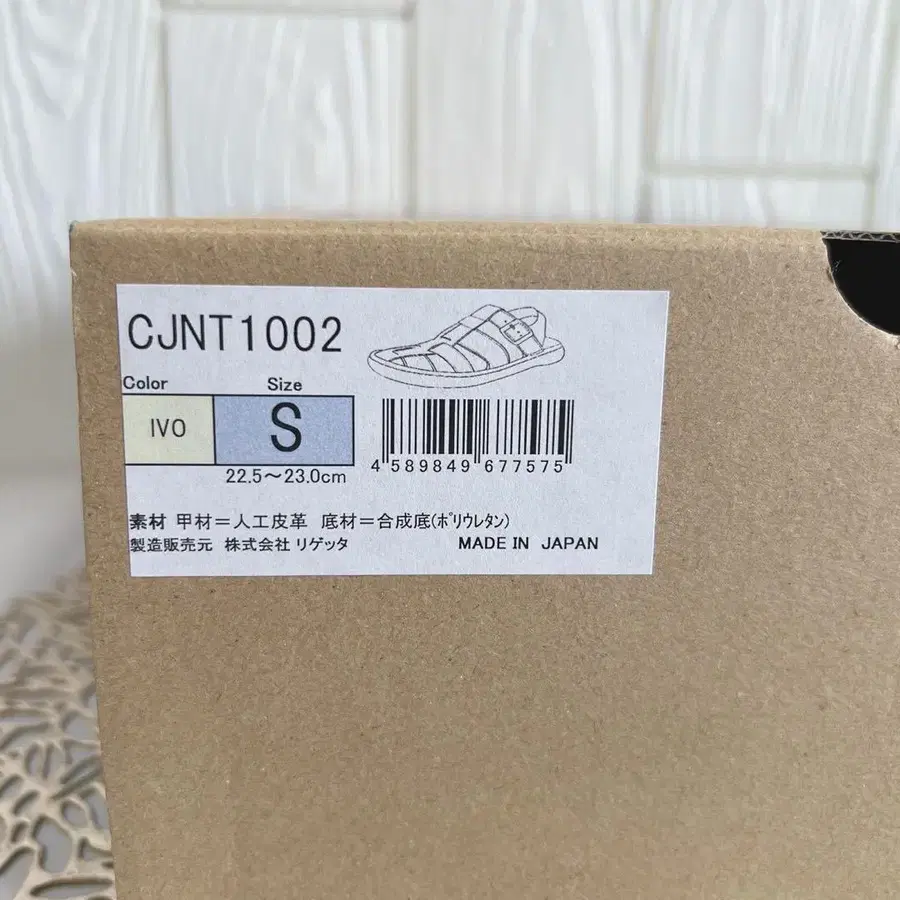 CJNT1002
Color Size
IVO S
22.5～23.0cm
4 589849 677575
素材 甲材＝人工皮革 底材＝合成底(ﾎﾟﾘｳﾚﾀﾝ)
製造販売元 株式会社 リゲッタ MADE IN JAPAN